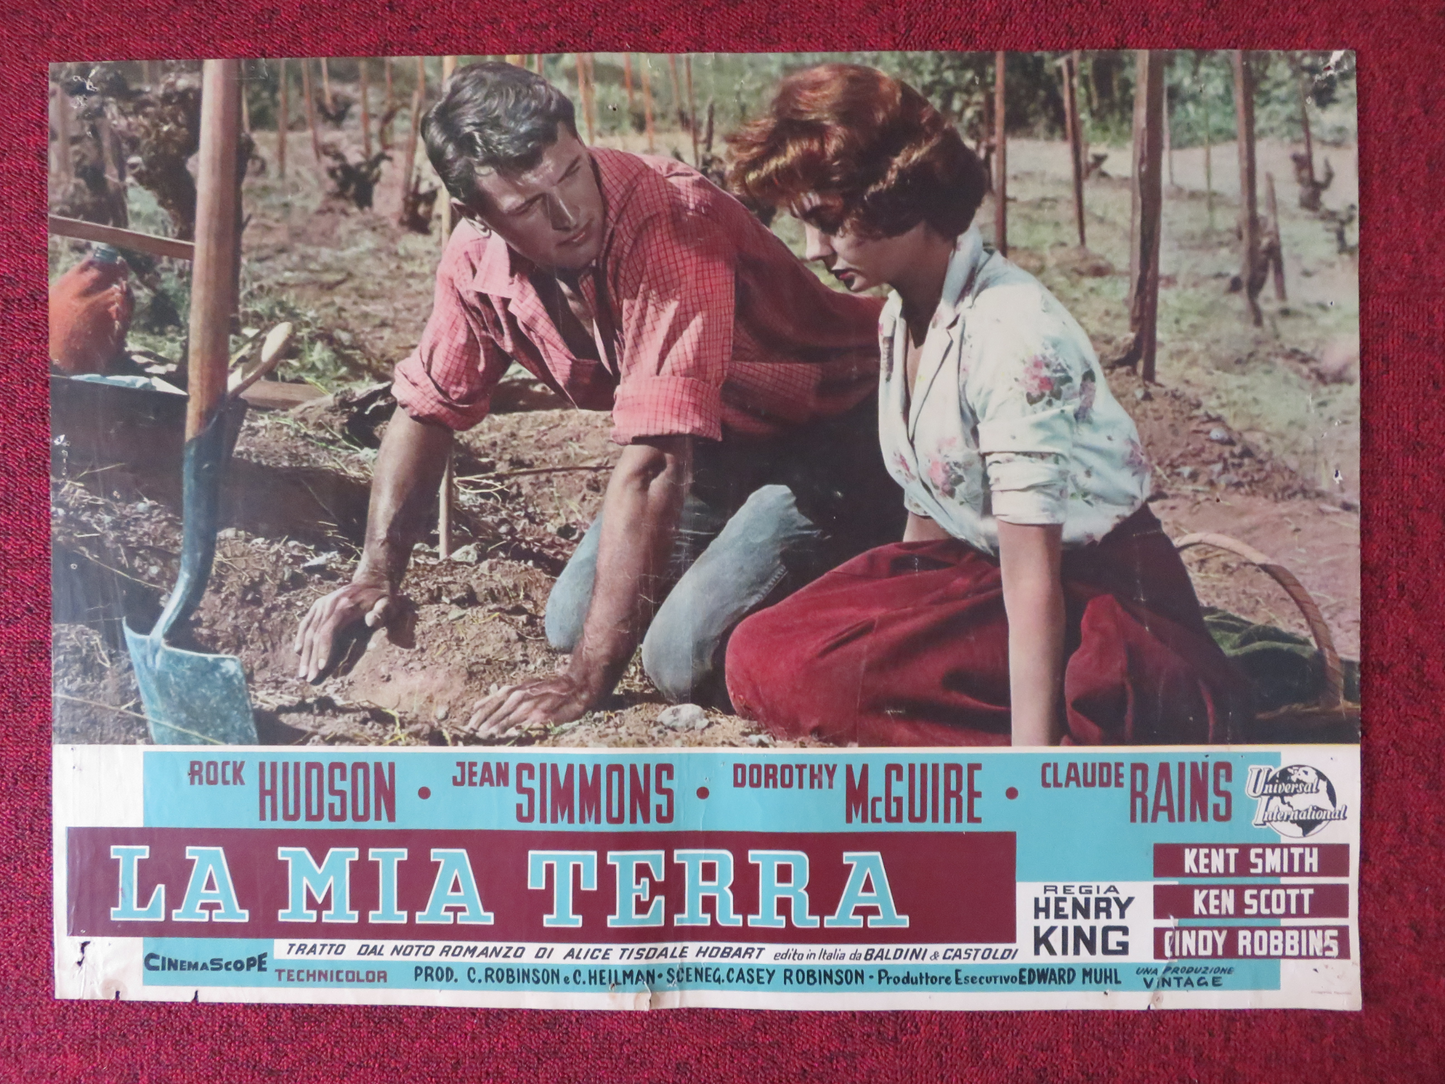 ROCK HUDSON • JEAN SIMMONS • DOROTHY McGUIRE • CLAUDE RAINS
Universal International
LA MIA TERRA
KENT SMITH
KEN SCOTT
CINDY ROBBINS
REGIA
HENRY
KING
TRATTO DAL NOTO ROMANZO DI ALICE TISDALE HOBART edito in Italia da BALDINI & CASTOLDI
CINEMASCOPE
TECHNICOLOR
PROD. C. ROBINSON e C. HEILMAN • SCENEG. CASEY ROBINSON - Produttore Esecutivo EDWARD MUHL
UNA PRODUZIONE
VINTAGE